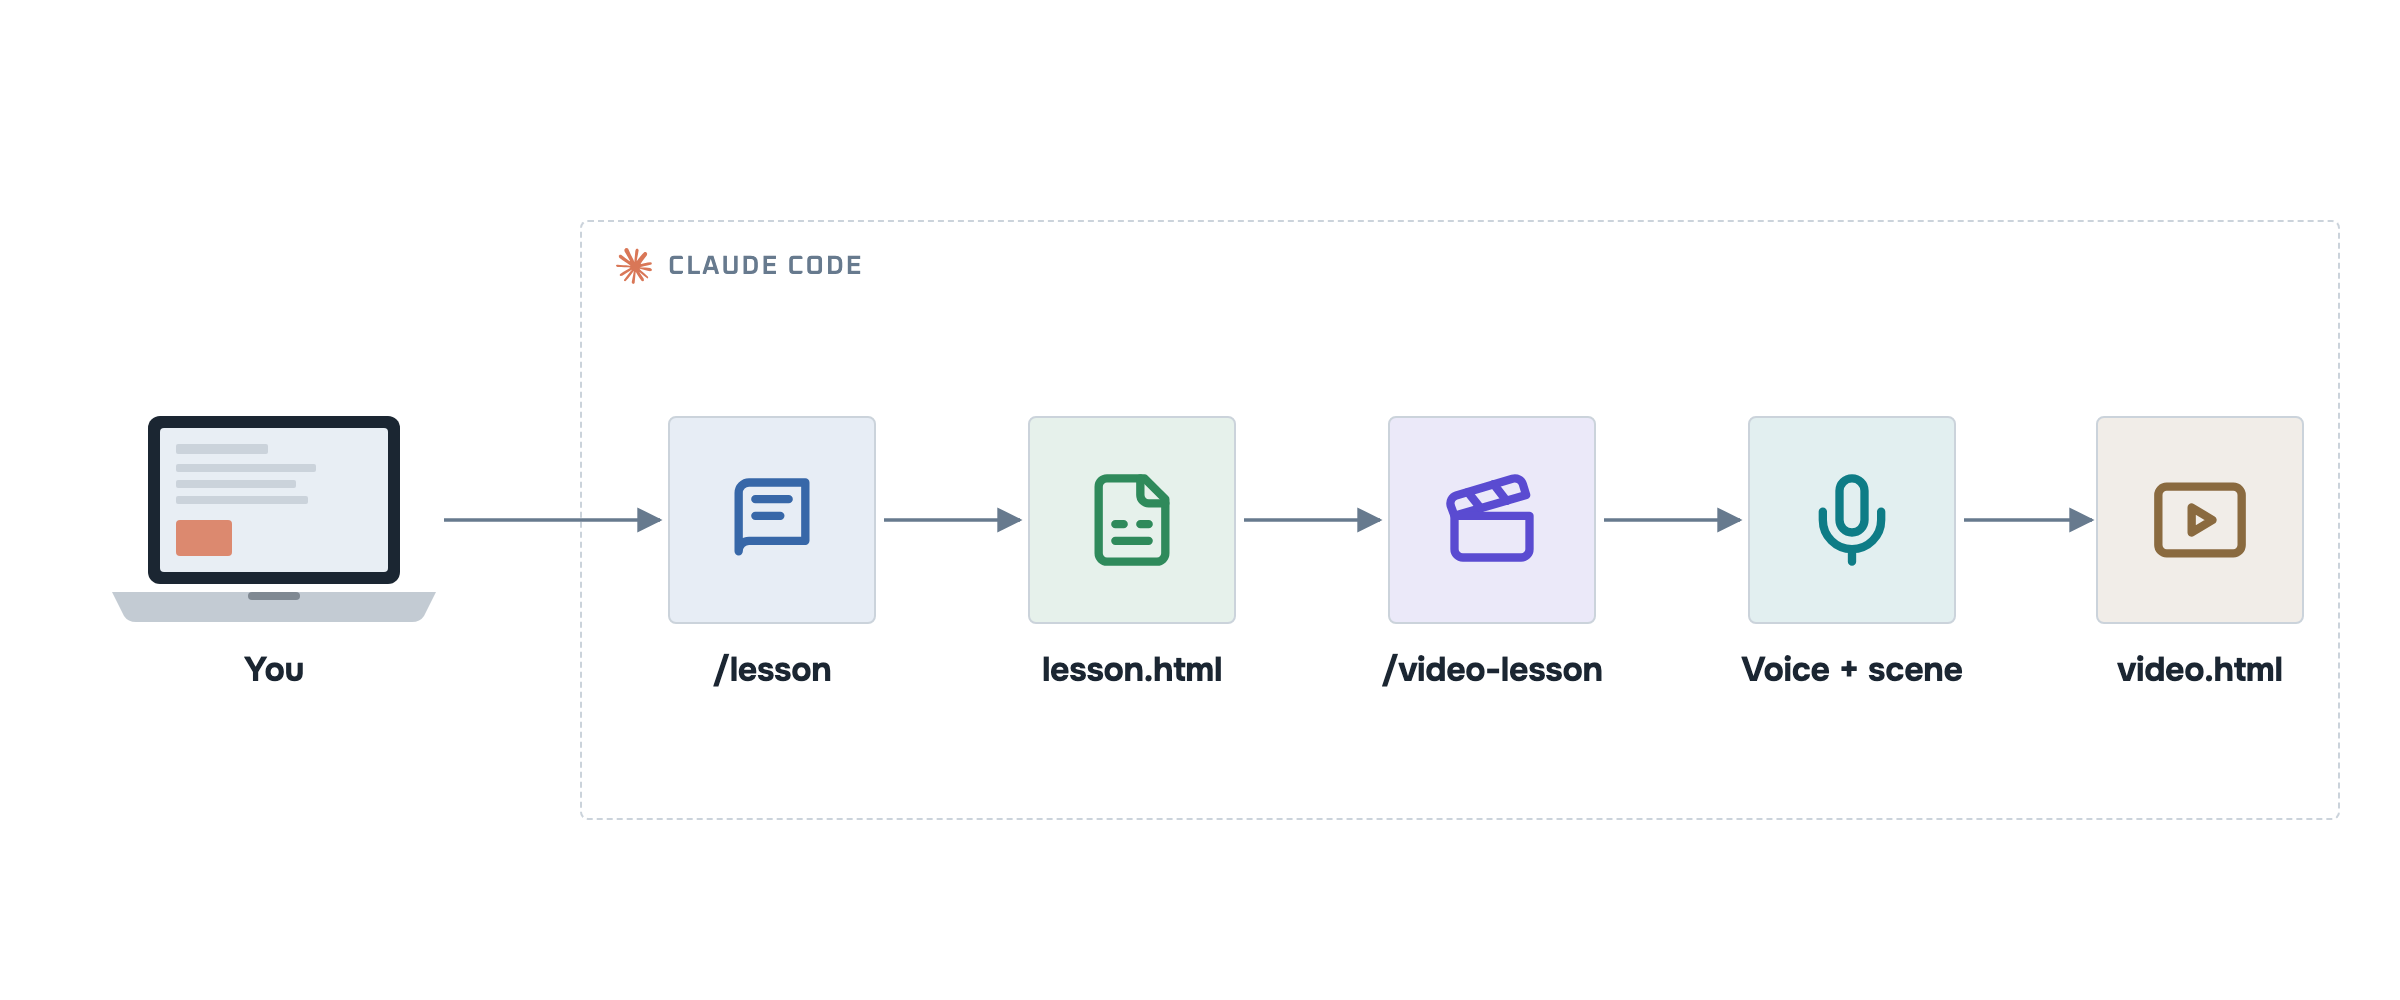 CLAUDE CODE
You
/lesson
lesson.html
/video-lesson
Voice + scene
video.html